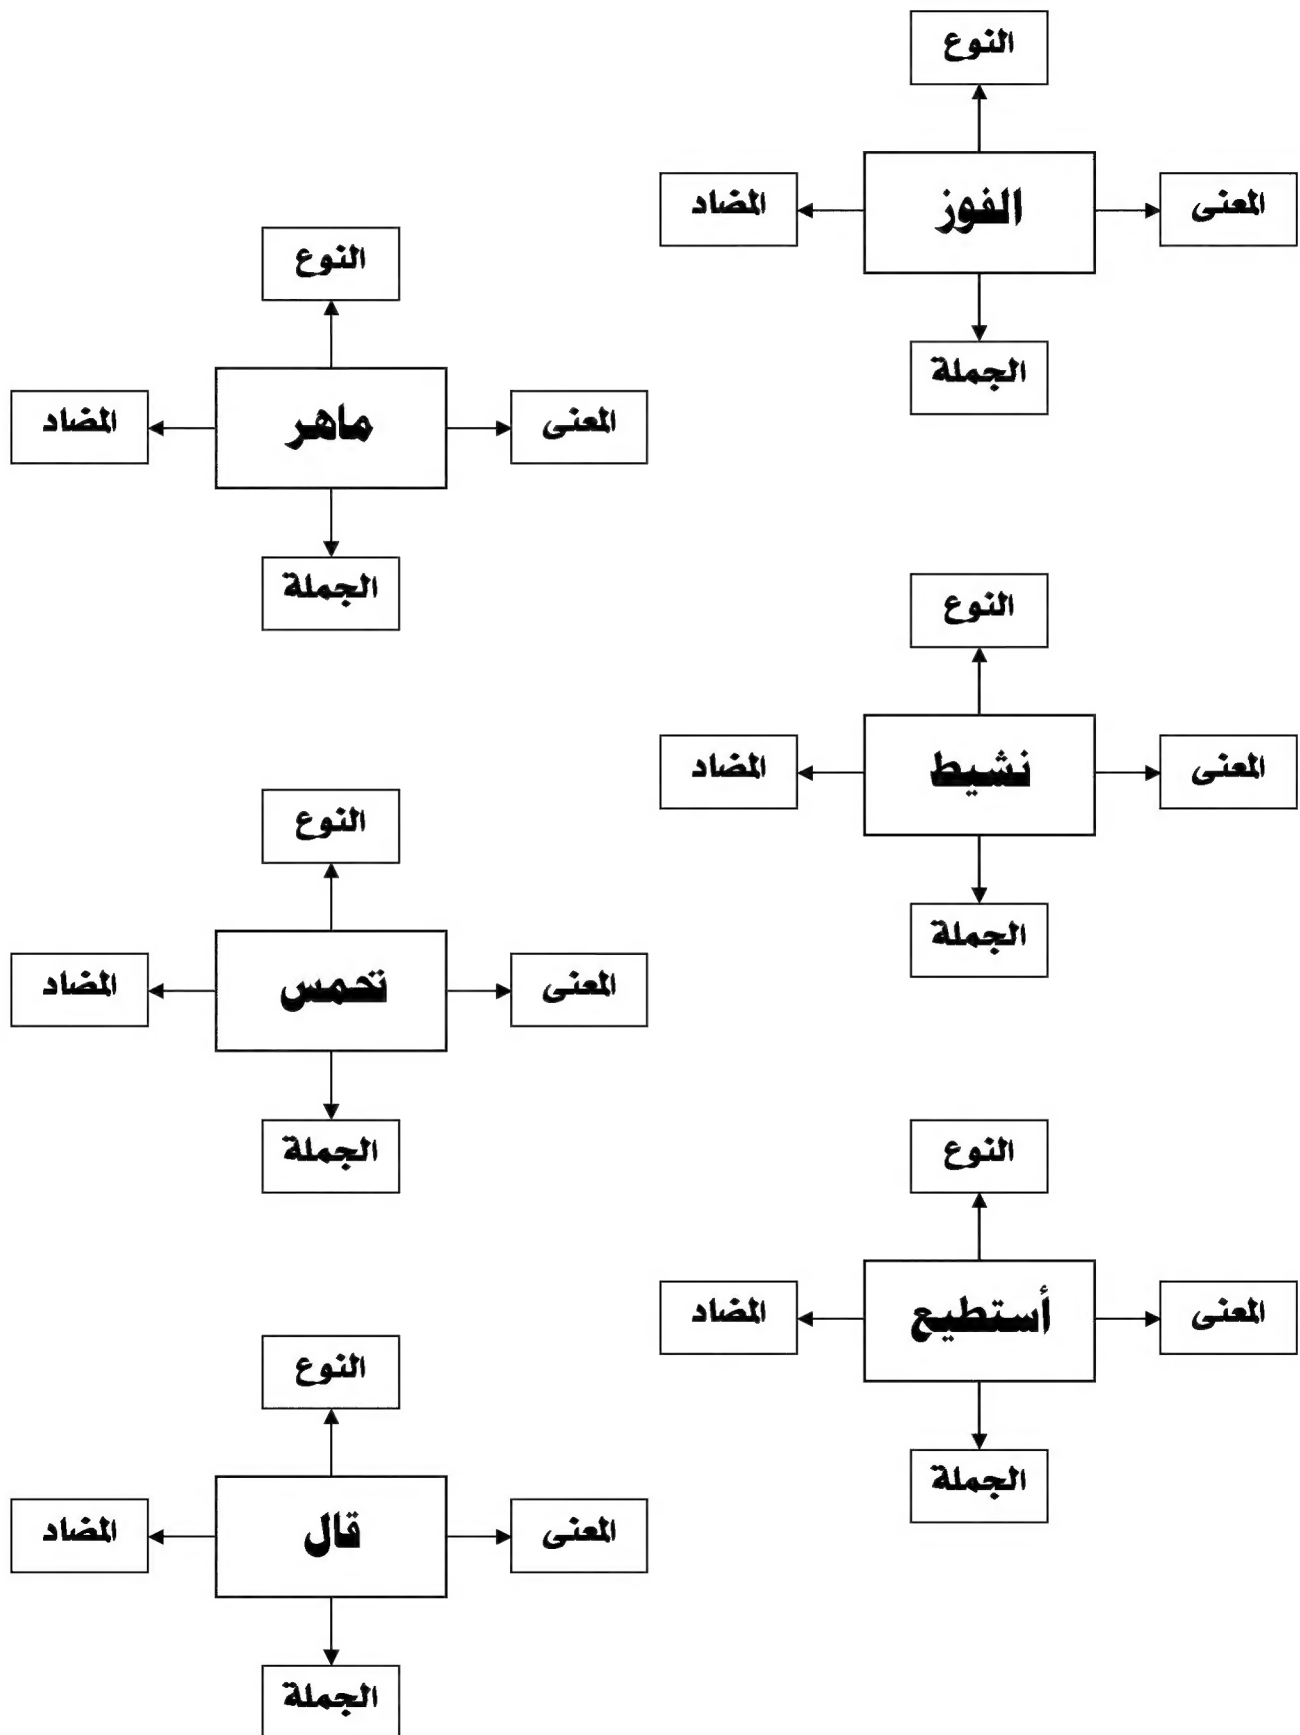 النوع
المضاد
الفوز
المعنى
الجملة
النوع
المضاد
ماهر
المعنى
الجملة
النوع
المضاد
نشيط
المعنى
الجملة
النوع
المضاد
تحمس
المعنى
الجملة
النوع
المضاد
أستطيع
المعنى
الجملة
النوع
المضاد
قال
المعنى
الجملة